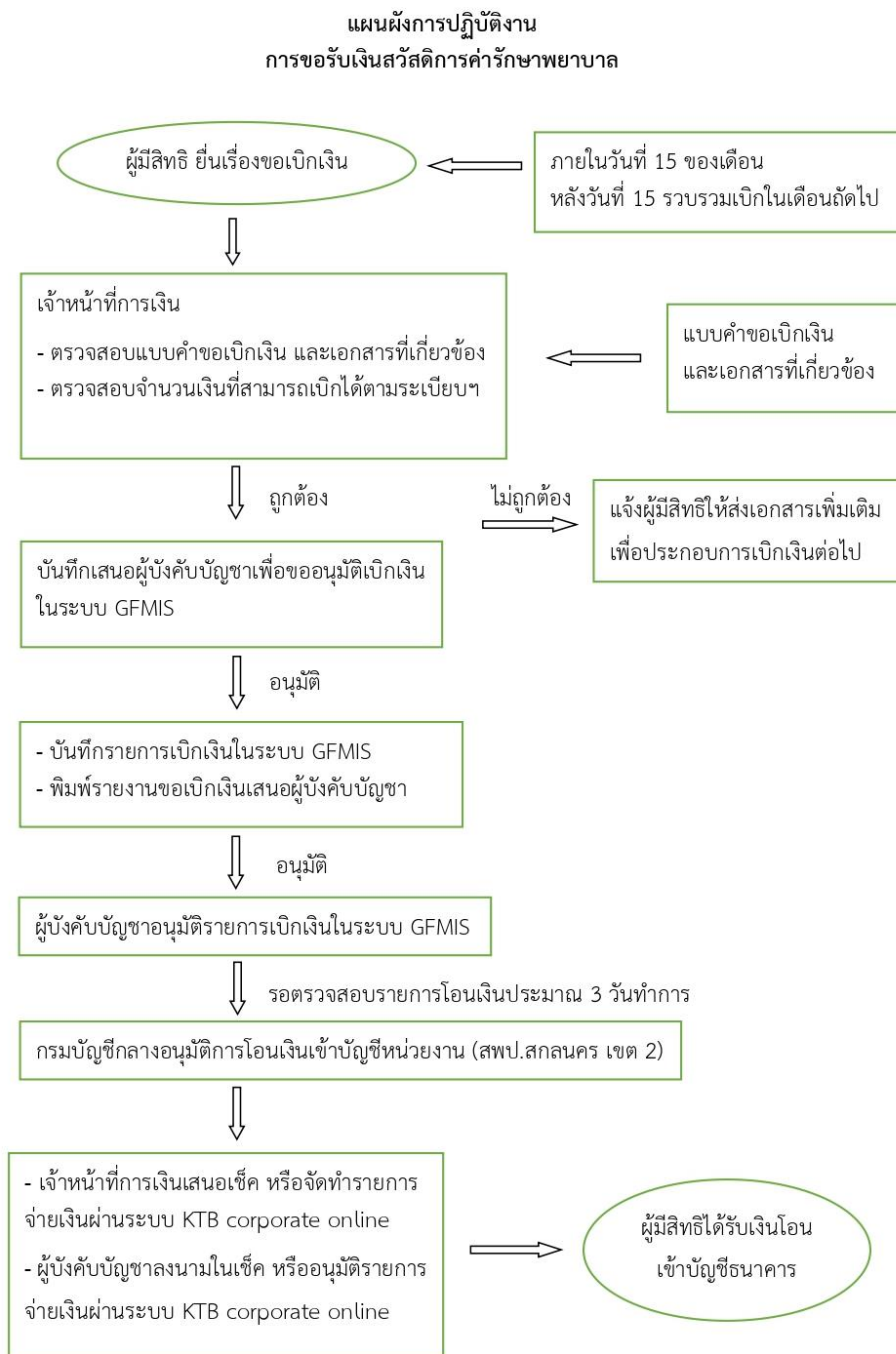 แผนผังการปฏิบัติงาน
การขอรับเงินสวัสดิการค่ารักษาพยาบาล
ผู้มีสิทธิ ยื่นเรื่องขอเบิกเงิน
ภายในวันที่ 15 ของเดือน
หลังวันที่ 15 รวบรวมเบิกในเดือนถัดไป
เจ้าหน้าที่การเงิน
- ตรวจสอบแบบคำขอเบิกเงิน และเอกสารที่เกี่ยวข้อง
- ตรวจสอบจำนวนเงินที่สามารถเบิกได้ตามระเบียบฯ
แบบคำขอเบิกเงิน
และเอกสารที่เกี่ยวข้อง
ถูกต้อง
ไม่ถูกต้อง
แจ้งผู้มีสิทธิให้ส่งเอกสารเพิ่มเติม
เพื่อประกอบการเบิกเงินต่อไป
บันทึกเสนอผู้บังคับบัญชาเพื่อขออนุมัติเบิกเงิน
ในระบบ GFMIS
อนุมัติ
- บันทึกรายการเบิกเงินในระบบ GFMIS
- พิมพ์รายงานขอเบิกเงินเสนอผู้บังคับบัญชา
อนุมัติ
ผู้บังคับบัญชาอนุมัติรายการเบิกเงินในระบบ GFMIS
รอตรวจสอบรายการโอนเงินประมาณ 3 วันทำการ
กรมบัญชีกลางอนุมัติการโอนเงินเข้าบัญชีหน่วยงาน (สพป.สกลนคร เขต 2)
- เจ้าหน้าที่การเงินเสนอเช็ค หรือจัดทำรายการ
จ่ายเงินผ่านระบบ KTB corporate online
- ผู้บังคับบัญชาลงนามในเช็ค หรืออนุมัติรายการ
จ่ายเงินผ่านระบบ KTB corporate online
ผู้มีสิทธิได้รับเงินโอน
เข้าบัญชีธนาคาร